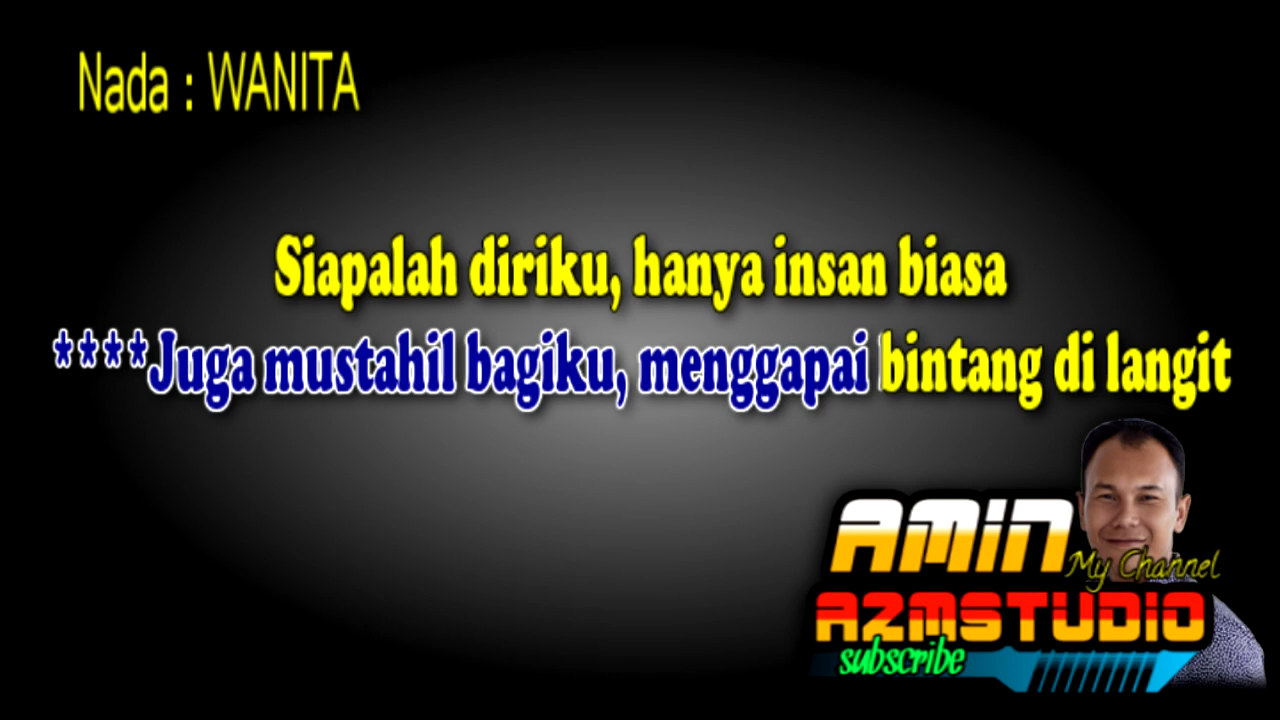 Nada : WANITA
Siapalah diriku, hanya insan biasa
****Juga mustahil bagiku, menggapai bintang di langit
AMIN
My Channel
AZMSTUDIO
subscribe